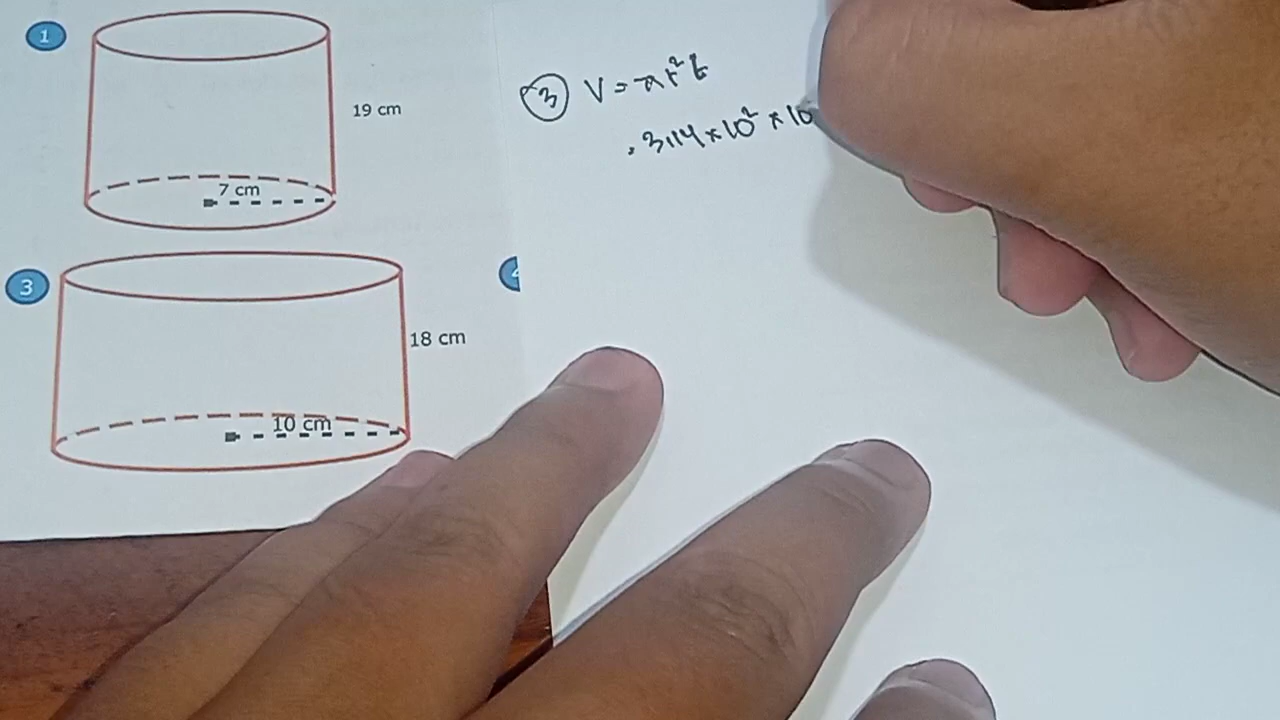 1
19 cm
7 cm
3
18 cm
10 cm
③ V = πr²t
= 3,14 × 10² × 10